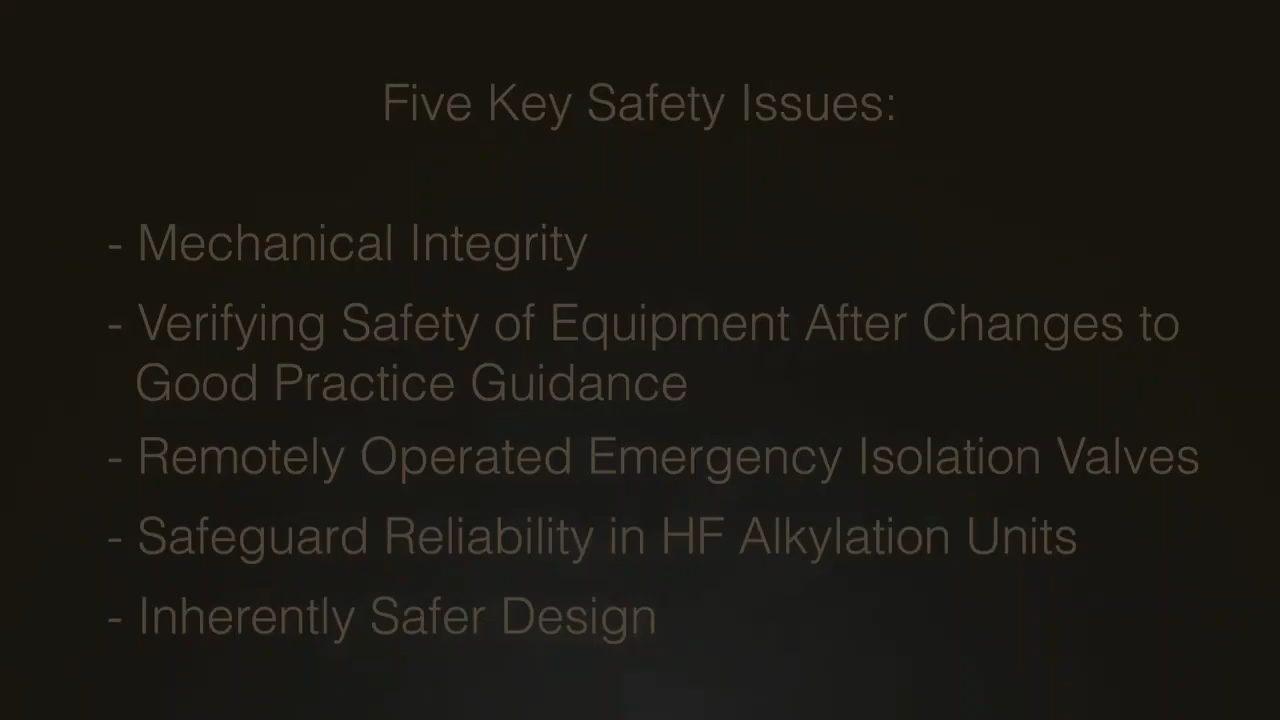 Five Key Safety Issues:
- Mechanical Integrity
- Verifying Safety of Equipment After Changes to
Good Practice Guidance
- Remotely Operated Emergency Isolation Valves
- Safeguard Reliability in HF Alkylation Units
- Inherently Safer Design